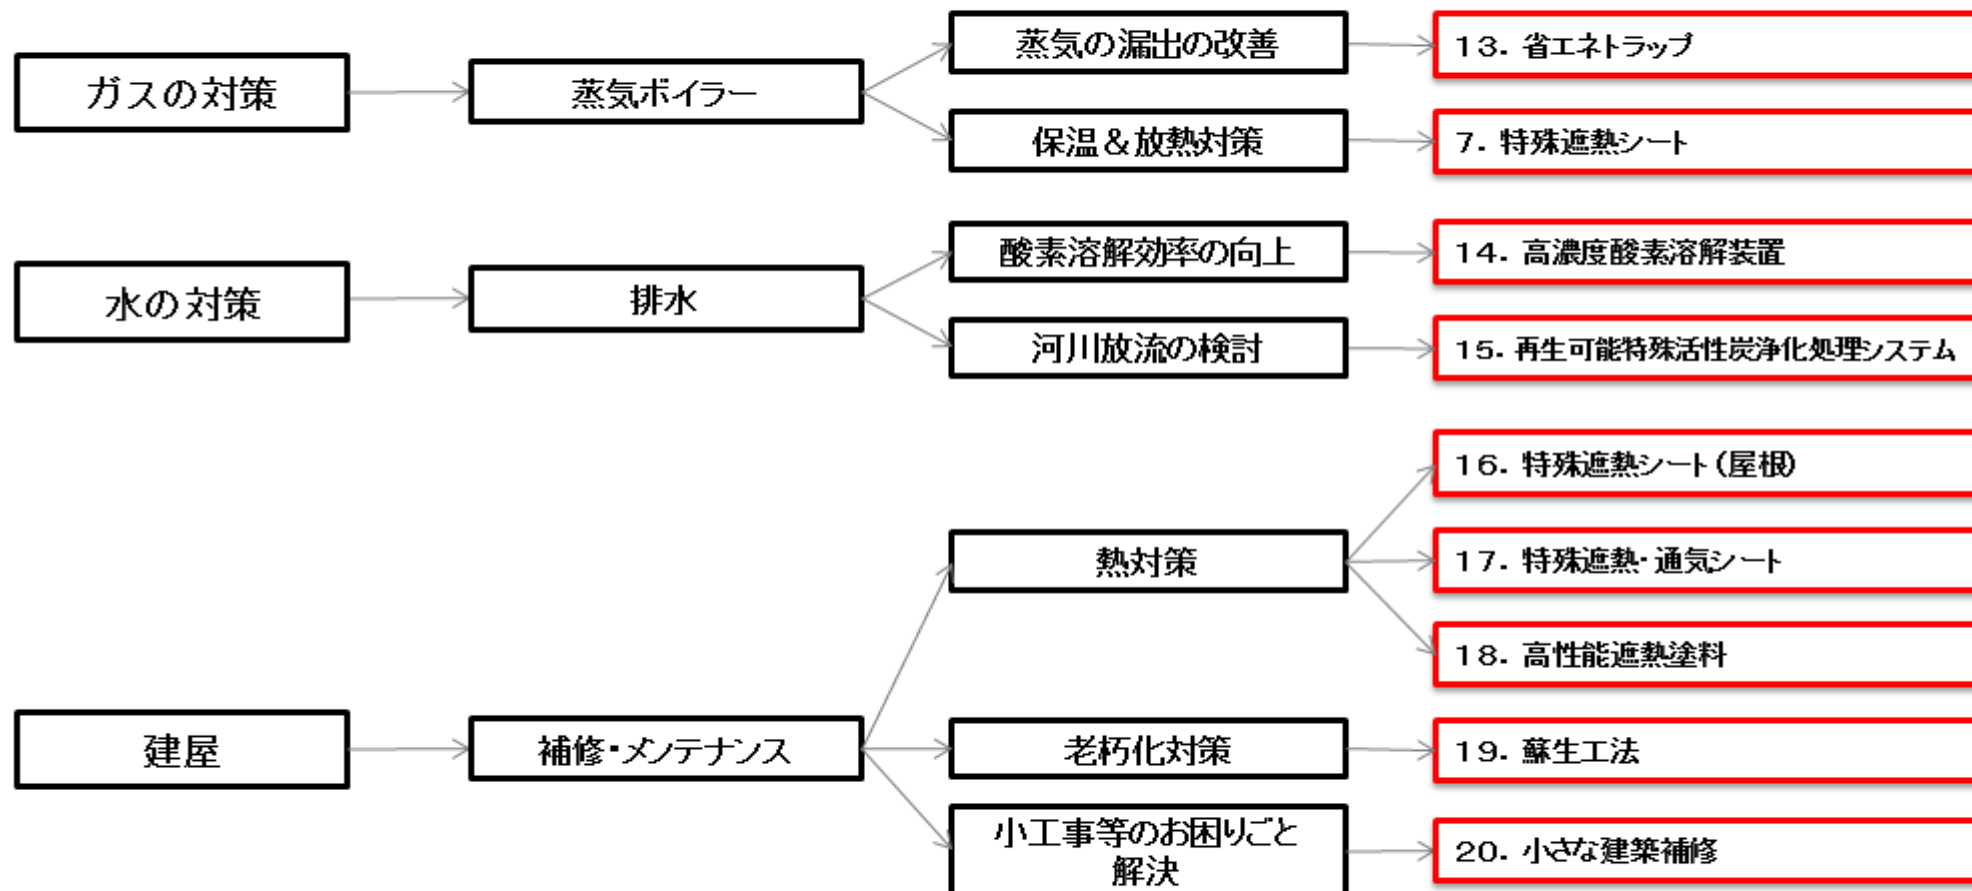 ガスの対策
蒸気ボイラー
蒸気の漏出の改善
13. 省エネトラップ
保温＆放熱対策
7. 特殊遮熱シート
水の対策
排水
酸素溶解効率の向上
14. 高濃度酸素溶解装置
河川放流の検討
15. 再生可能特殊活性炭浄化処理システム
建屋
補修・メンテナンス
熱対策
16. 特殊遮熱シート(屋根)
17. 特殊遮熱・通気シート
18. 高性能遮熱塗料
老朽化対策
19. 蘇生工法
小工事等のお困りごと
解決
20. 小さな建築補修